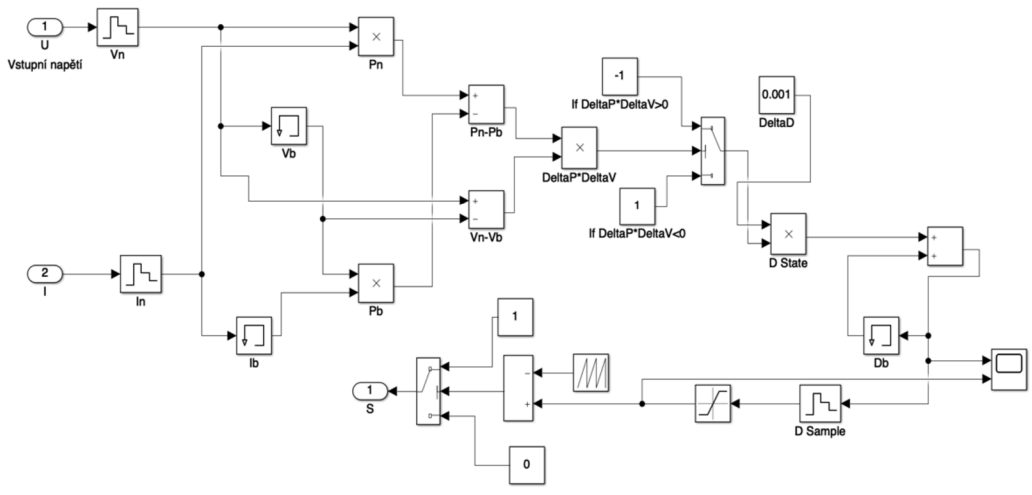 1
U
Vstupní napětí
Vn
×
Pn
-1
If DeltaP*DeltaV>0
0.001
DeltaD
Vb
+
−
Pn-Pb
×
DeltaP*DeltaV
1
If DeltaP*DeltaV<0
+
−
Vn-Vb
×
D State
+
+
2
I
In
×
Pb
Ib
1
Db
−
+
1
S
D Sample
0